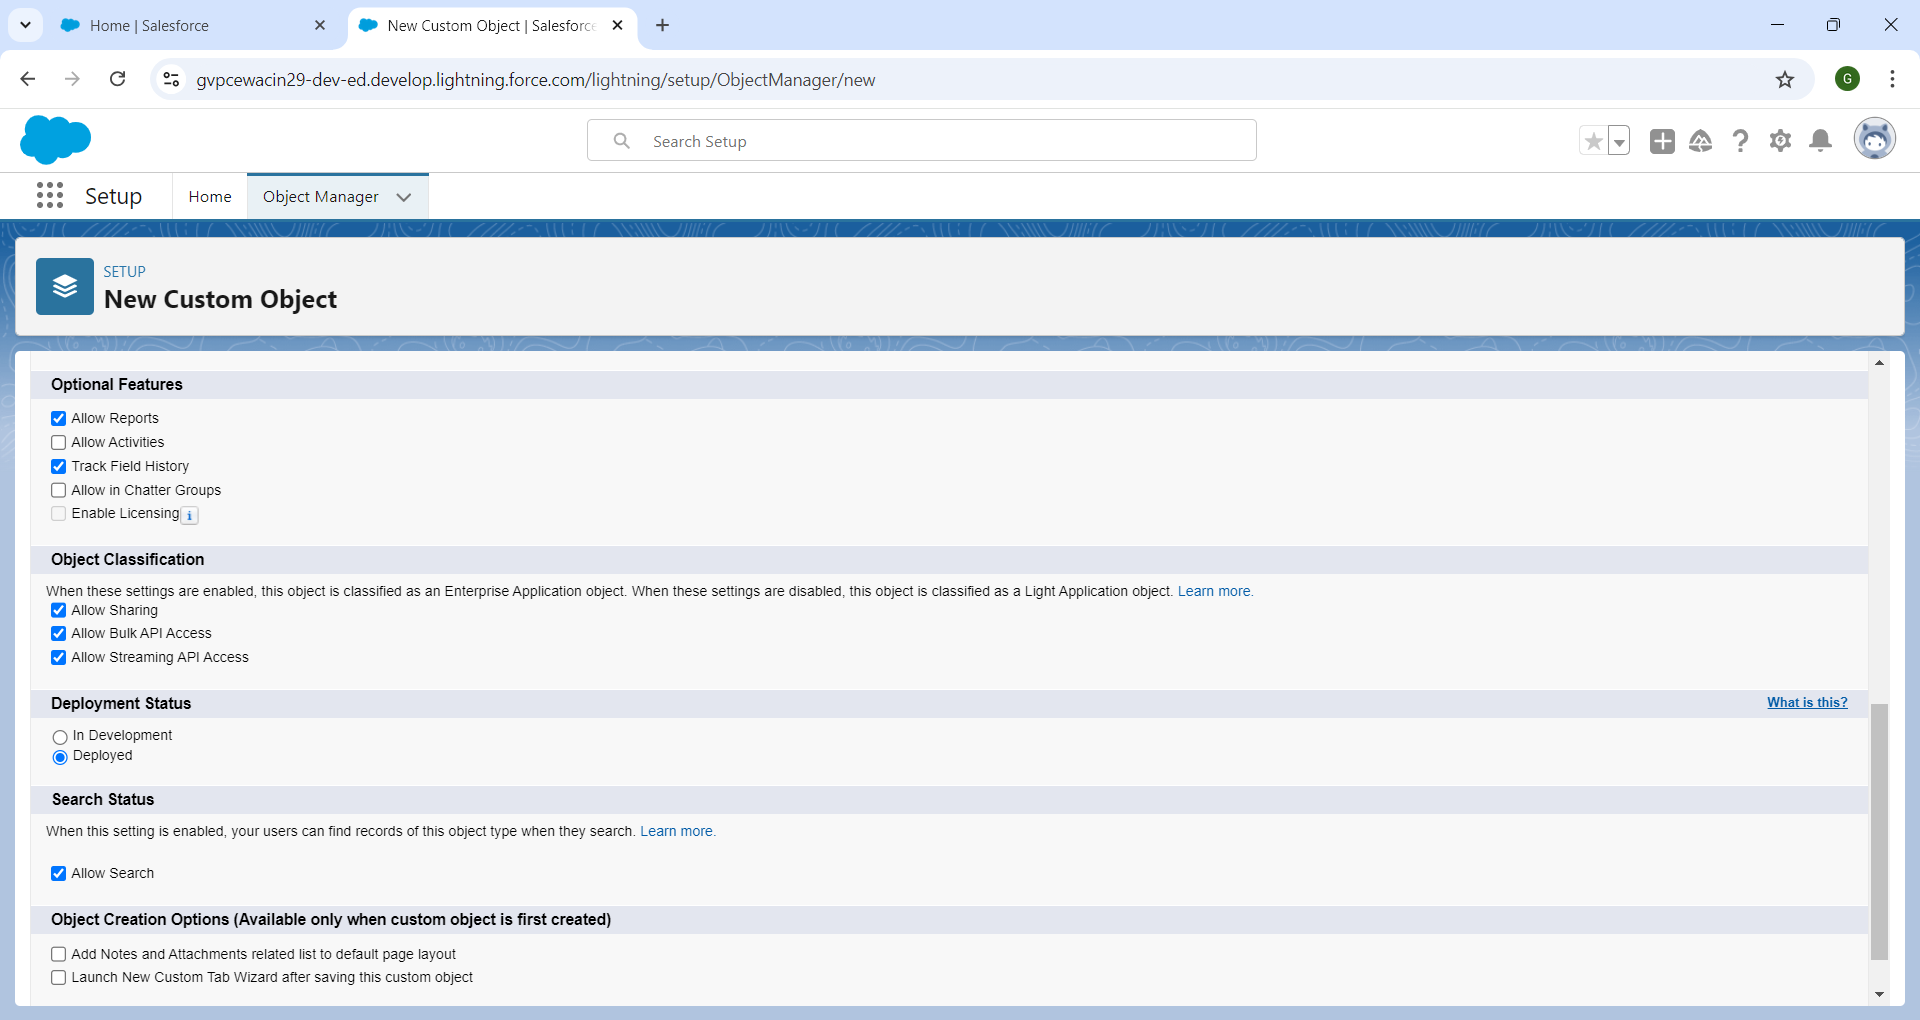 Home | Salesforce
New Custom Object | Salesforce
gvpcewacin29-dev-ed.develop.lightning.force.com/lightning/setup/ObjectManager/new
G
Search Setup
Setup
Home
Object Manager
SETUP
New Custom Object
Optional Features
Allow Reports
Allow Activities
Track Field History
Allow in Chatter Groups
Enable Licensing i
Object Classification
When these settings are enabled, this object is classified as an Enterprise Application object. When these settings are disabled, this object is classified as a Light Application object. Learn more.
Allow Sharing
Allow Bulk API Access
Allow Streaming API Access
Deployment Status
What is this?
In Development
Deployed
Search Status
When this setting is enabled, your users can find records of this object type when they search. Learn more.
Allow Search
Object Creation Options (Available only when custom object is first created)
Add Notes and Attachments related list to default page layout
Launch New Custom Tab Wizard after saving this custom object